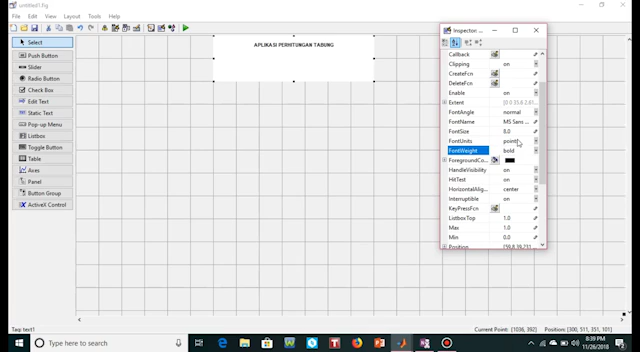 untitled1.fig
File Edit View Layout Tools Help
Select
Push Button
Slider
Radio Button
Check Box
Edit Text
Static Text
Pop-up Menu
Listbox
Toggle Button
Table
Axes
Panel
Button Group
ActiveX Control
APLIKASI PERHITUNGAN TABUNG
Inspector: ...
Callback
Clipping on
CreateFcn
DeleteFcn
Enable on
Extent
FontAngle normal
FontName MS Sans ...
FontSize 8.0
FontUnits points
FontWeight bold
ForegroundCo...
HandleVisibility on
HitTest on
HorizontalAlig... center
Interruptible on
KeyPressFcn
ListboxTop 1.0
Max 1.0
Min 0.0
Position
Tag: text1
Current Point: [1036, 392] Position: [300, 511, 351, 101]
Type here to search
8:39 PM
11/26/2018